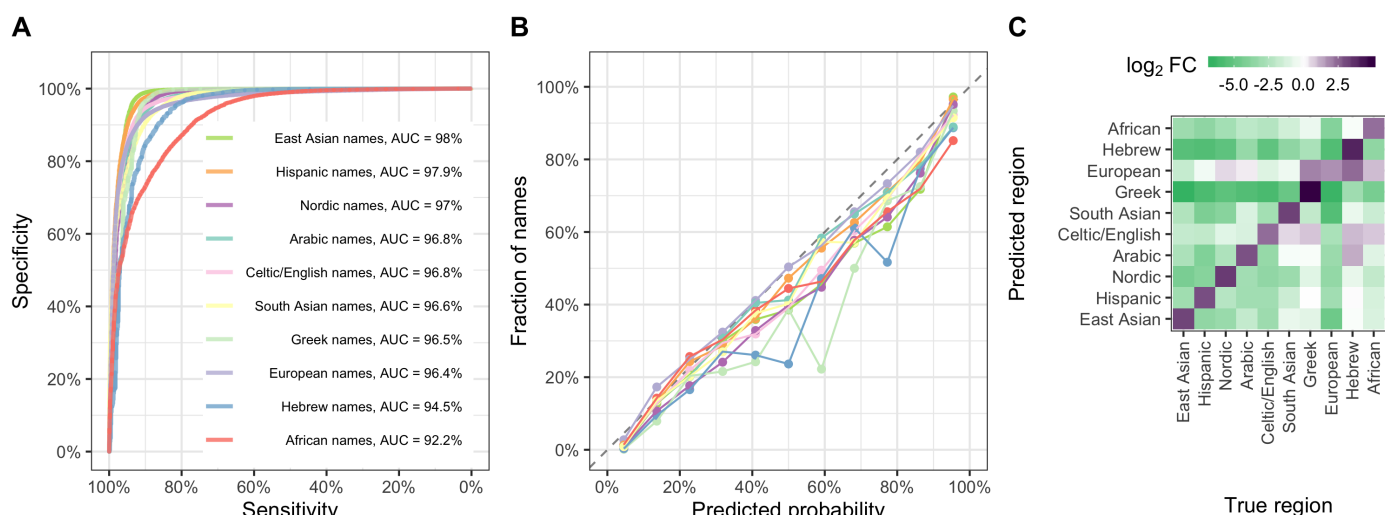 A
Specificity
100%
80%
60%
40%
20%
0%
East Asian names, AUC = 98%
Hispanic names, AUC = 97.9%
Nordic names, AUC = 97%
Arabic names, AUC = 96.8%
Celtic/English names, AUC = 96.8%
South Asian names, AUC = 96.6%
Greek names, AUC = 96.5%
European names, AUC = 96.4%
Hebrew names, AUC = 94.5%
African names, AUC = 92.2%
100% 80% 60% 40% 20% 0%
Sensitivity
B
Fraction of names
100%
80%
60%
40%
20%
0%
0% 20% 40% 60% 80% 100%
Predicted probability
C
log2 FC
-5.0 -2.5 0.0 2.5
Predicted region
African
Hebrew
European
Greek
South Asian
Celtic/English
Arabic
Nordic
Hispanic
East Asian
East Asian
Hispanic
Nordic
Arabic
Celtic/English
South Asian
Greek
European
Hebrew
African
True region